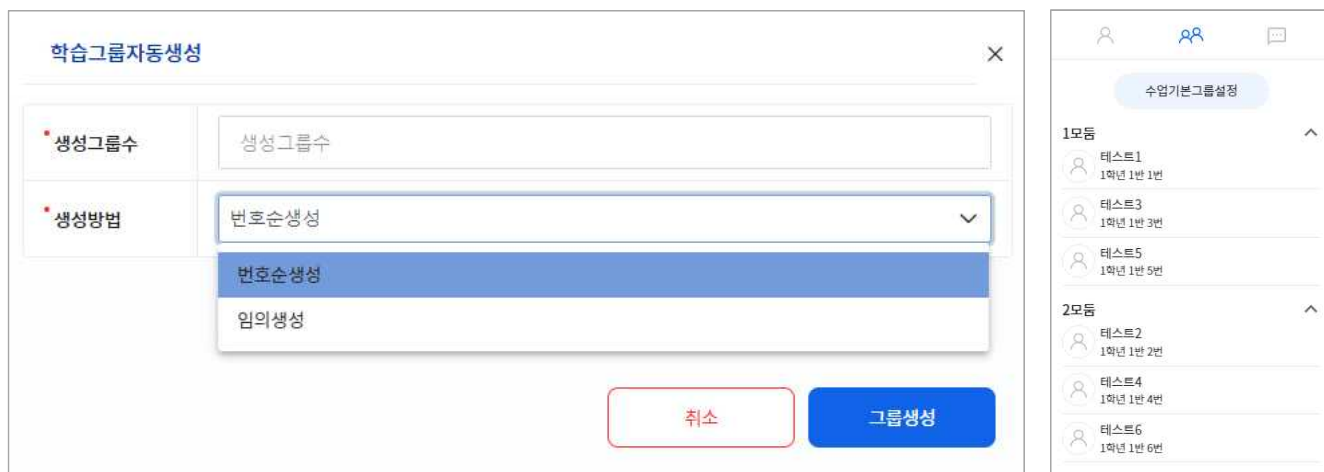 학습그룹자동생성
생성그룹수
생성그룹수
생성방법
번호순생성
번호순생성
임의생성
취소
그룹생성
수업기본그룹설정
1모둠
테스트1
1학년 1반 1번
테스트3
1학년 1반 3번
테스트5
1학년 1반 5번
2모둠
테스트2
1학년 1반 2번
테스트4
1학년 1반 4번
테스트6
1학년 1반 6번